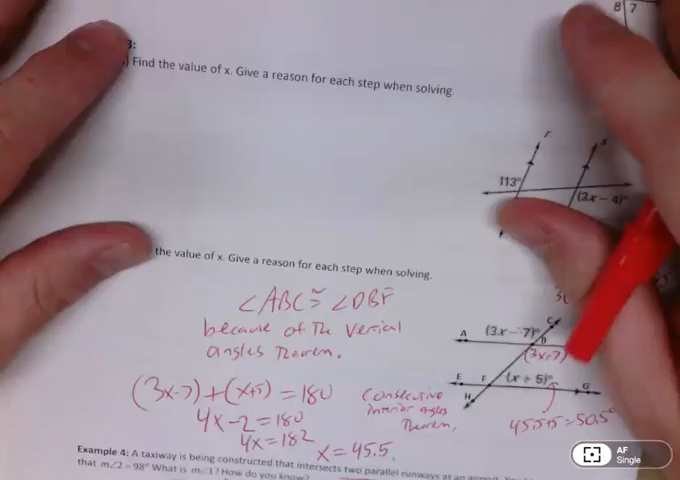 8 7
3:
) Find the value of x. Give a reason for each step when solving.
r
s
113°
(3x − 4)°
the value of x. Give a reason for each step when solving.
∠ABC ≅ ∠DBF
because of the vertical
angles Theorem.
(3x-7)+(x+5) = 180
4x-2=180
4x=182
x=45.5.
Consecutive
interior angles
Theorem.
C
A
(3x − 7)°
B
(3x-7)
E
F
(x + 5)°
G
H
45.5+5=50.5°
Example 4: A taxiway is being constructed that intersects two parallel runways at an airport. You
that m∠2 = 98° What is m∠1? How do you know?
AF
Single